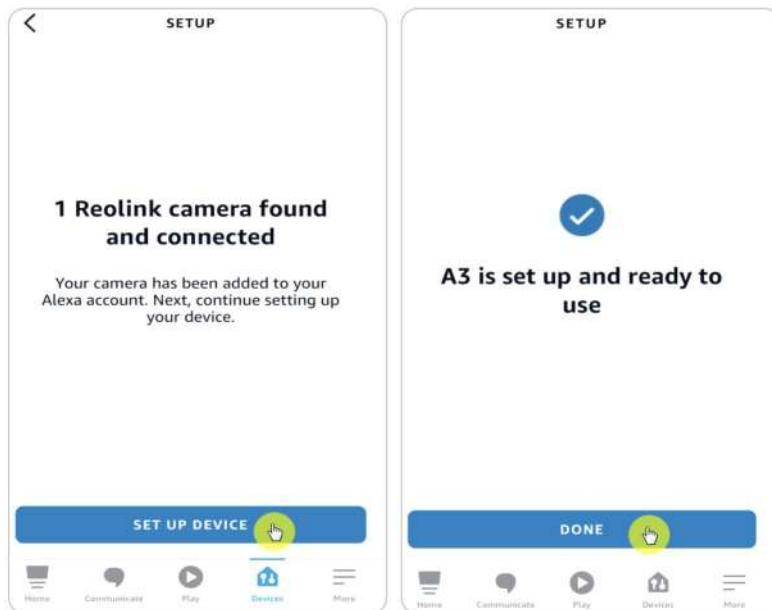 SETUP
1 Reolink camera found
and connected
Your camera has been added to your
Alexa account. Next, continue setting up
your device.
SET UP DEVICE
Home Communicate Play Devices More
SETUP
A3 is set up and ready to
use
DONE
Home Communicate Play Devices More